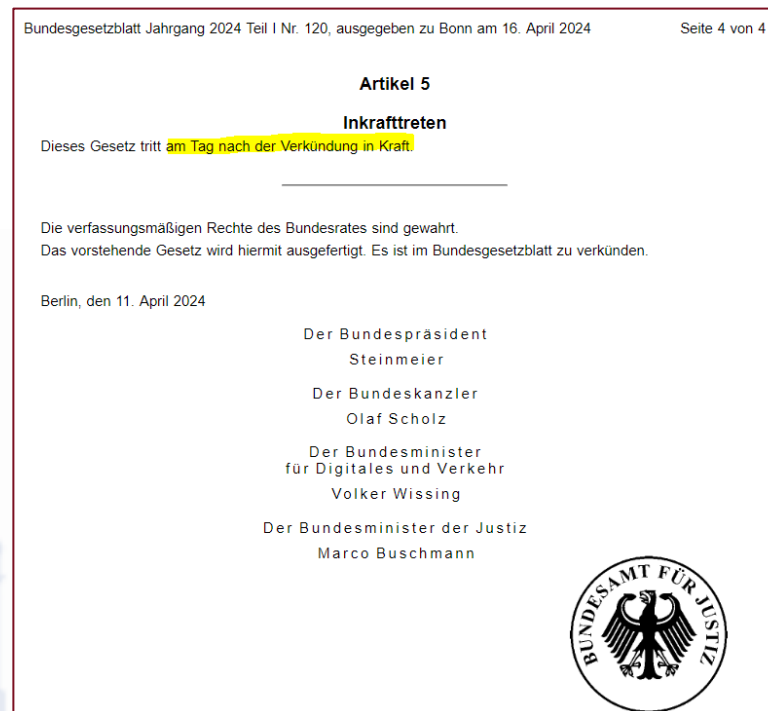 Bundesgesetzblatt Jahrgang 2024 Teil I Nr. 120, ausgegeben zu Bonn am 16. April 2024 Seite 4 von 4
Artikel 5
Inkrafttreten
Dieses Gesetz tritt am Tag nach der Verkündung in Kraft.
Die verfassungsmäßigen Rechte des Bundesrates sind gewahrt.
Das vorstehende Gesetz wird hiermit ausgefertigt. Es ist im Bundesgesetzblatt zu verkünden.
Berlin, den 11. April 2024
Der Bundespräsident
Steinmeier
Der Bundeskanzler
Olaf Scholz
Der Bundesminister
für Digitales und Verkehr
Volker Wissing
Der Bundesminister der Justiz
Marco Buschmann
BUNDESAMT FÜR JUSTIZ